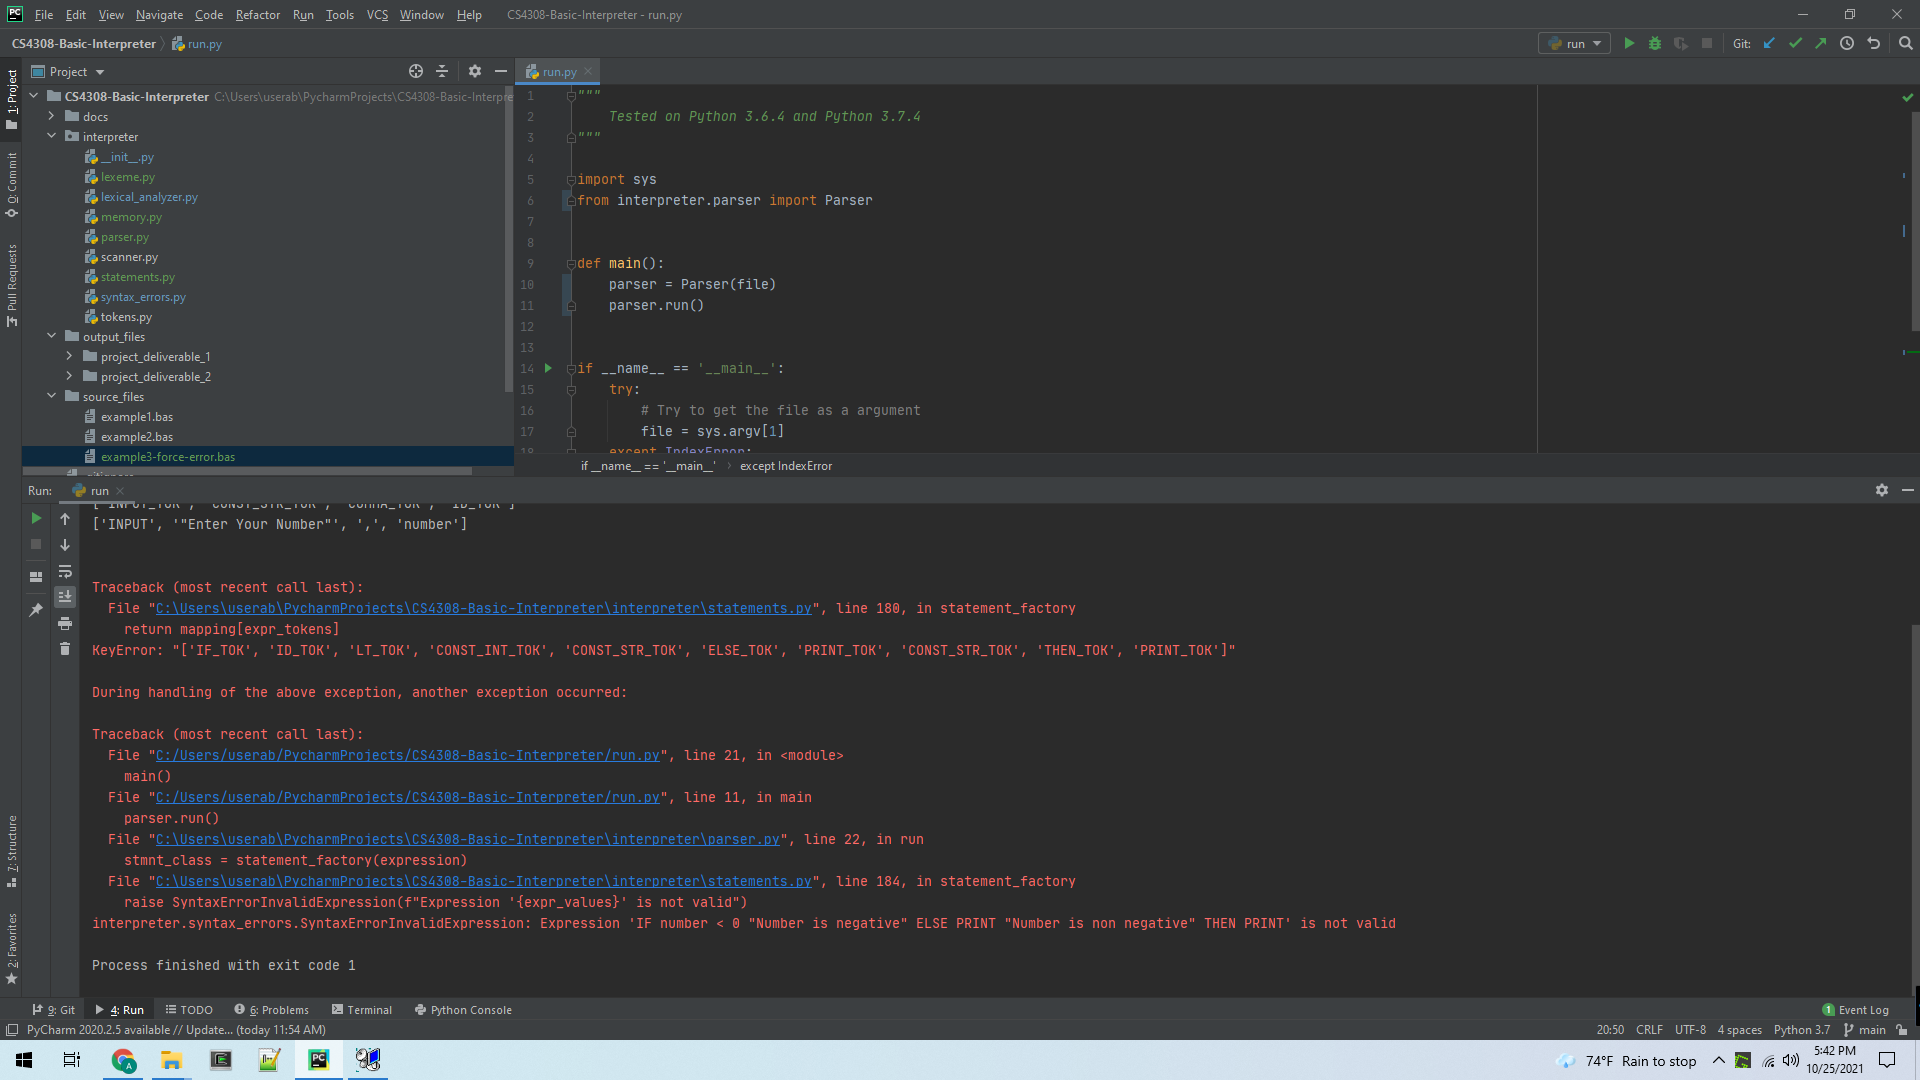 File Edit View Navigate Code Refactor Run Tools VCS Window Help CS4308-Basic-Interpreter - run.py
CS4308-Basic-Interpreter run.py run Git:
Project run.py
1: Project
0: Commit
Pull Requests
7: Structure
2: Favorites
CS4308-Basic-Interpreter C:\Users\userab\PycharmProjects\CS4308-Basic-Interpre
docs
interpreter
__init__.py
lexeme.py
lexical_analyzer.py
memory.py
parser.py
scanner.py
statements.py
syntax_errors.py
tokens.py
output_files
project_deliverable_1
project_deliverable_2
source_files
example1.bas
example2.bas
example3-force-error.bas
1 """
2 Tested on Python 3.6.4 and Python 3.7.4
3 """
4
5 import sys
6 from interpreter.parser import Parser
7
8
9 def main():
10 parser = Parser(file)
11 parser.run()
12
13
14 if __name__ == '__main__':
15 try:
16 # Try to get the file as a argument
17 file = sys.argv[1]
18 except IndexError:
if __name__ == '__main__' › except IndexError
Run: run
['INPUT_TOK', 'CONST_STR_TOK', 'COMMA_TOK', 'ID_TOK']
['INPUT', '"Enter Your Number"', ',', 'number']
Traceback (most recent call last):
File "C:\Users\userab\PycharmProjects\CS4308-Basic-Interpreter\interpreter\statements.py", line 180, in statement_factory
return mapping[expr_tokens]
KeyError: "['IF_TOK', 'ID_TOK', 'LT_TOK', 'CONST_INT_TOK', 'CONST_STR_TOK', 'ELSE_TOK', 'PRINT_TOK', 'CONST_STR_TOK', 'THEN_TOK', 'PRINT_TOK']"
During handling of the above exception, another exception occurred:
Traceback (most recent call last):
File "C:/Users/userab/PycharmProjects/CS4308-Basic-Interpreter/run.py", line 21, in <module>
main()
File "C:/Users/userab/PycharmProjects/CS4308-Basic-Interpreter/run.py", line 11, in main
parser.run()
File "C:\Users\userab\PycharmProjects\CS4308-Basic-Interpreter\interpreter\parser.py", line 22, in run
stmnt_class = statement_factory(expression)
File "C:\Users\userab\PycharmProjects\CS4308-Basic-Interpreter\interpreter\statements.py", line 184, in statement_factory
raise SyntaxErrorInvalidExpression(f"Expression '{expr_values}' is not valid")
interpreter.syntax_errors.SyntaxErrorInvalidExpression: Expression 'IF number < 0 "Number is negative" ELSE PRINT "Number is non negative" THEN PRINT' is not valid
Process finished with exit code 1
9: Git 4: Run TODO 6: Problems Terminal Python Console 1 Event Log
PyCharm 2020.2.5 available // Update... (today 11:54 AM) 20:50 CRLF UTF-8 4 spaces Python 3.7 main
74°F Rain to stop 5:42 PM
10/25/2021